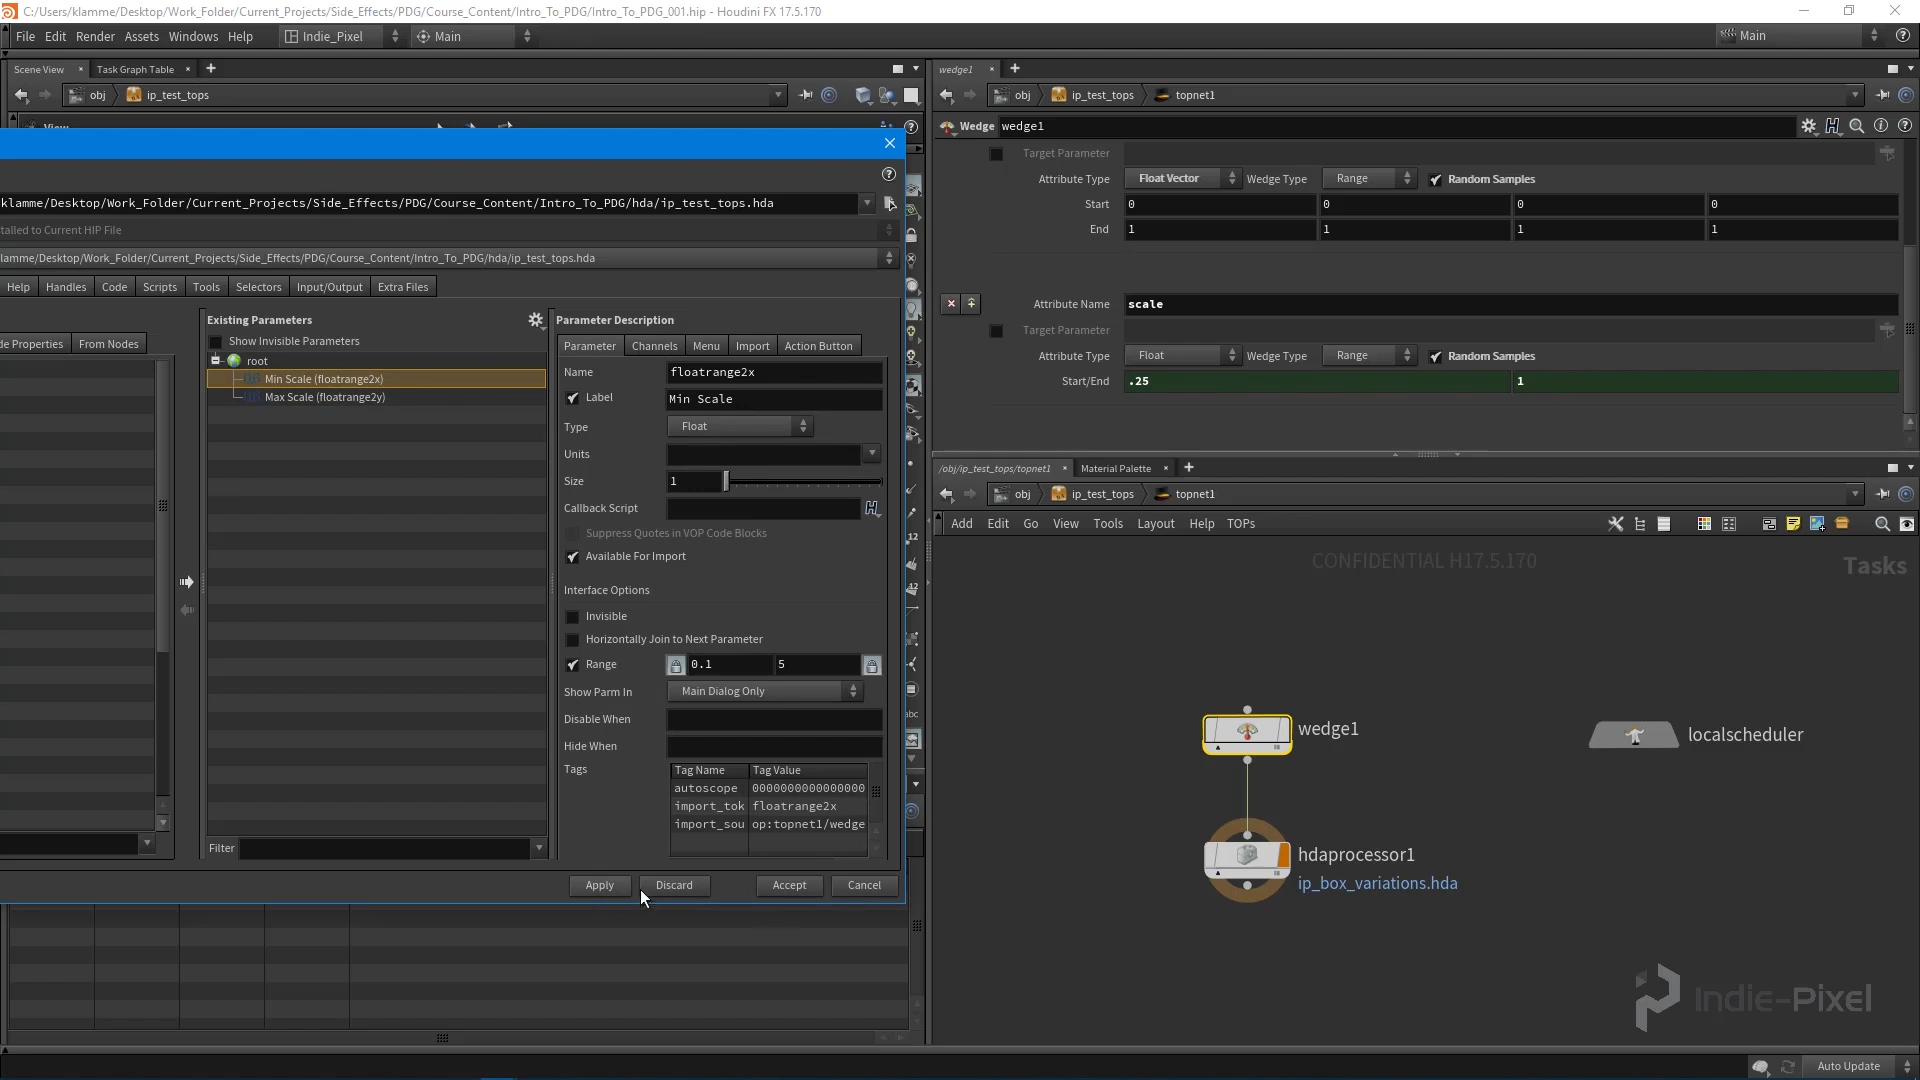 C:/Users/klamme/Desktop/Work_Folder/Current_Projects/Side_Effects/PDG/Course_Content/Intro_To_PDG/Intro_To_PDG_001.hip - Houdini FX 17.5.170
File Edit Render Assets Windows Help Indie_Pixel Main Main
Scene View Task Graph Table
obj ip_test_tops
View
klamme/Desktop/Work_Folder/Current_Projects/Side_Effects/PDG/Course_Content/Intro_To_PDG/hda/ip_test_tops.hda
talled to Current HIP File
lamme/Desktop/Work_Folder/Current_Projects/Side_Effects/PDG/Course_Content/Intro_To_PDG/hda/ip_test_tops.hda
Help Handles Code Scripts Tools Selectors Input/Output Extra Files
de Properties From Nodes
Existing Parameters
Show Invisible Parameters
root
Min Scale (floatrange2x)
Max Scale (floatrange2y)
Filter
Parameter Description
Parameter Channels Menu Import Action Button
Name floatrange2x
Label Min Scale
Type Float
Units
Size 1
Callback Script
Suppress Quotes in VOP Code Blocks
Available For Import
Interface Options
Invisible
Horizontally Join to Next Parameter
Range 0.1 5
Show Parm In Main Dialog Only
Disable When
Hide When
Tags Tag Name Tag Value
autoscope 0000000000000000
import_tok floatrange2x
import_sou op:topnet1/wedge
Apply Discard Accept Cancel
wedge1
obj ip_test_tops topnet1
Wedge wedge1
Target Parameter
Attribute Type Float Vector Wedge Type Range Random Samples
Start 0 0 0 0
End 1 1 1 1
Attribute Name scale
Target Parameter
Attribute Type Float Wedge Type Range Random Samples
Start/End .25 1
/obj/ip_test_tops/topnet1 Material Palette
obj ip_test_tops topnet1
Add Edit Go View Tools Layout Help TOPs
CONFIDENTIAL H17.5.170
Tasks
wedge1
localscheduler
hdaprocessor1
ip_box_variations.hda
Indie-Pixel
Auto Update